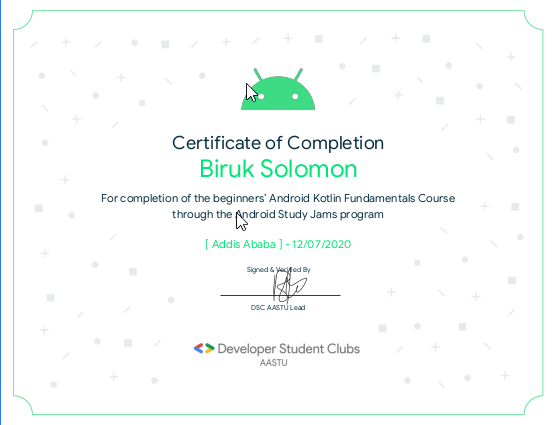 Certificate of Completion
Biruk Solomon
For completion of the beginners' Android Kotlin Fundamentals Course
through the Android Study Jams program
[ Addis Ababa ] - 12/07/2020
Signed & Verified By
DSC AASTU Lead
Developer Student Clubs
AASTU